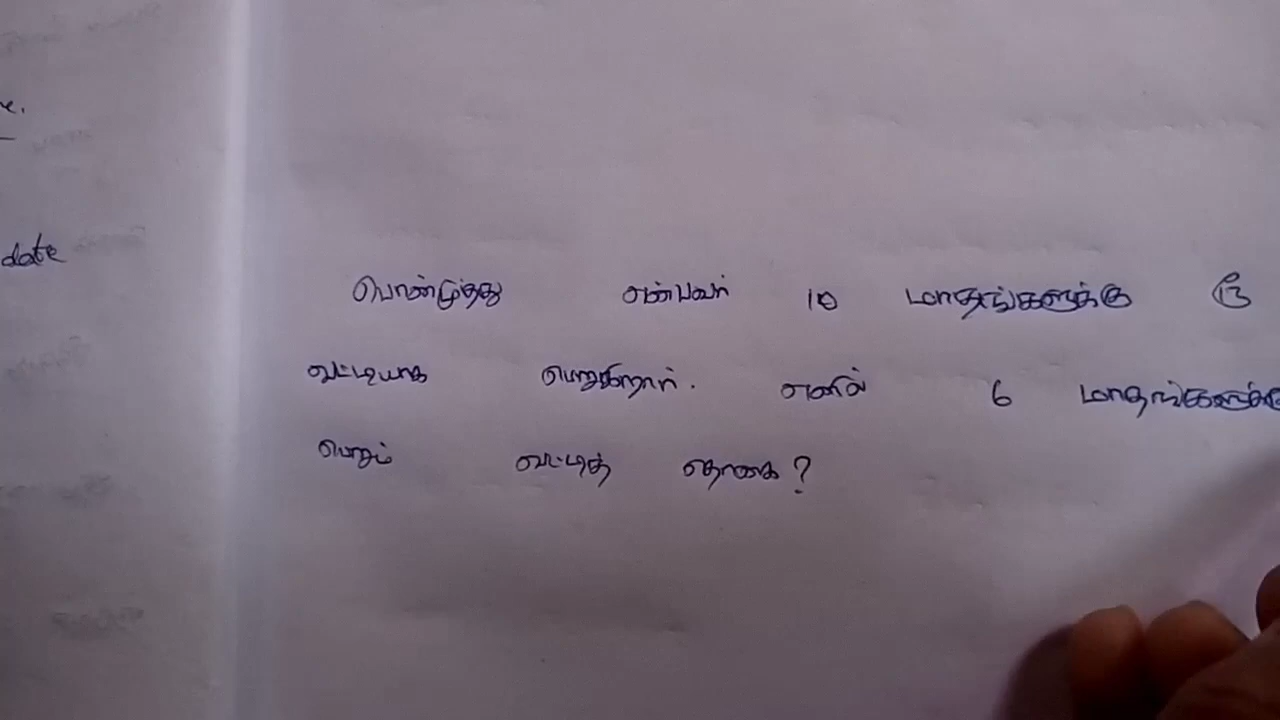 date
என்பவர் 10 மாதங்களுக்கு ரூ
வட்டியாக பெறுகிறார். எனில் 6 மாதங்களுக்கு
பெறும் வட்டித் தொகை?